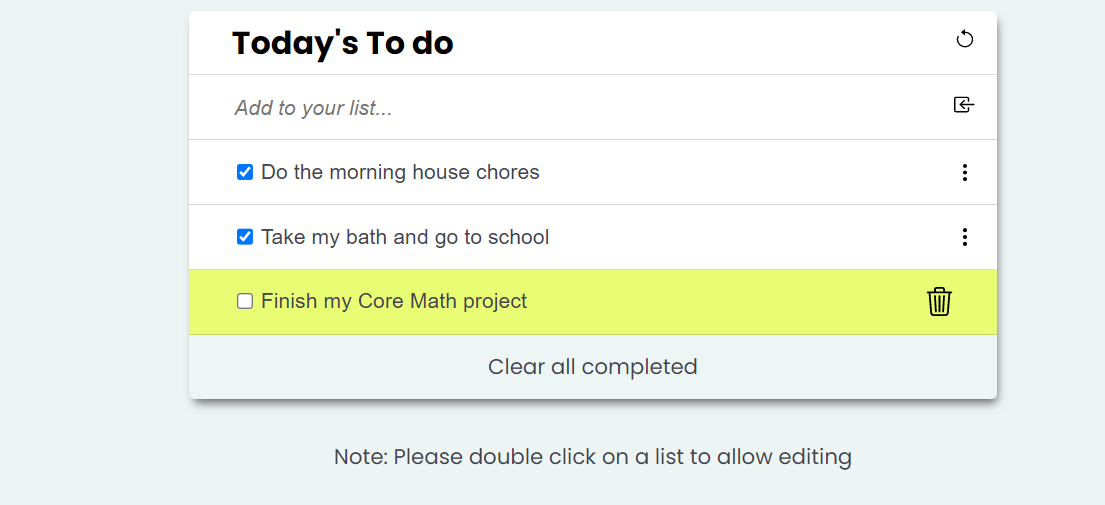 Today's To do
Add to your list...
Do the morning house chores
Take my bath and go to school
Finish my Core Math project
Clear all completed
Note: Please double click on a list to allow editing